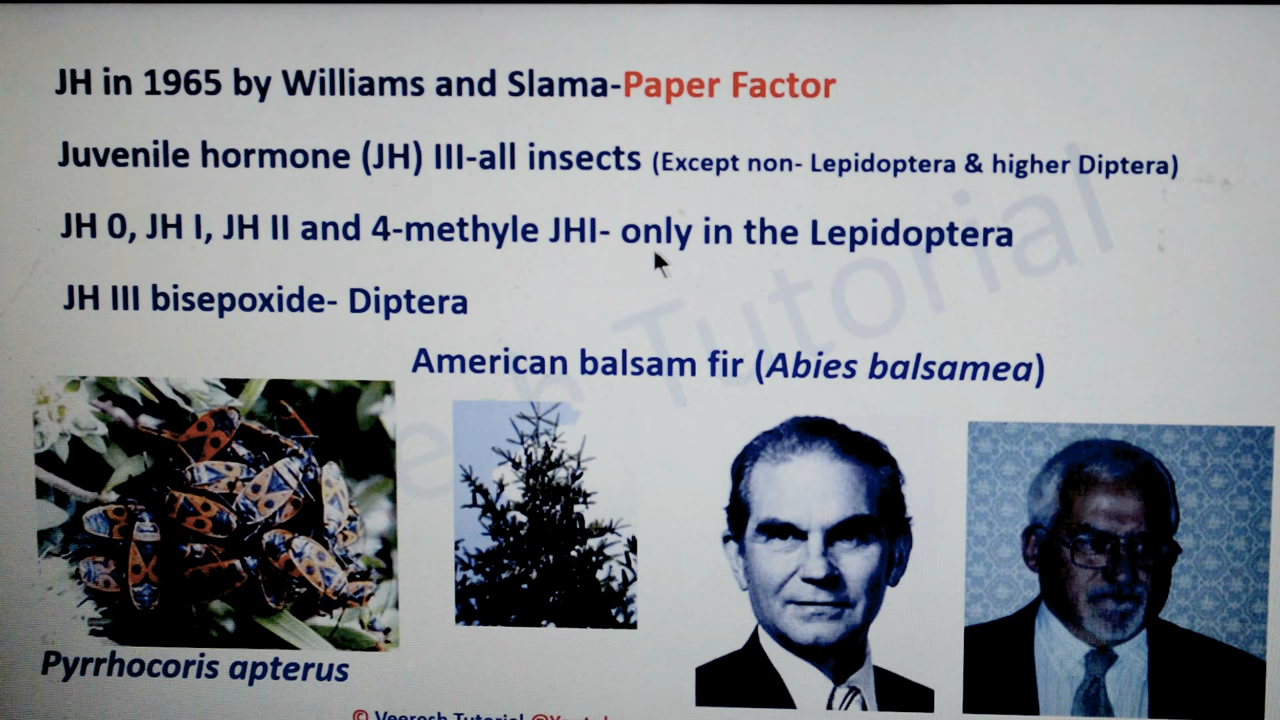 JH in 1965 by Williams and Slama-Paper Factor
Juvenile hormone (JH) III-all insects (Except non- Lepidoptera & higher Diptera)
JH 0, JH I, JH II and 4-methyle JHI- only in the Lepidoptera
JH III bisepoxide- Diptera
American balsam fir (Abies balsamea)
Pyrrhocoris apterus
Tutorial
© Veeresh Tutorial